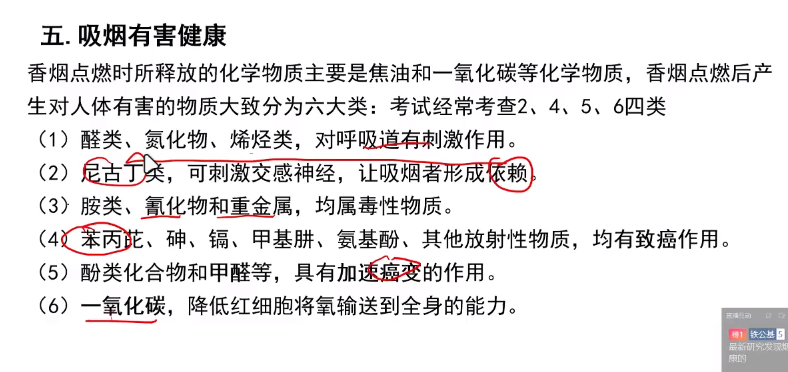 五.吸烟有害健康
香烟点燃时所释放的化学物质主要是焦油和一氧化碳等化学物质，香烟点燃后产
生对人体有害的物质大致分为六大类：考试经常考查2、4、5、6四类
（1）醛类、氮化物、烯烃类，对呼吸道有刺激作用。
（2）尼古丁类，可刺激交感神经，让吸烟者形成依赖。
（3）胺类、氰化物和重金属，均属毒性物质。
（4）苯丙芘、砷、镉、甲基肼、氨基酚、其他放射性物质，均有致癌作用。
（5）酚类化合物和甲醛等，具有加速癌变的作用。
（6）一氧化碳，降低红细胞将氧输送到全身的能力。
铁公基 5
最新研究发现烟
册的